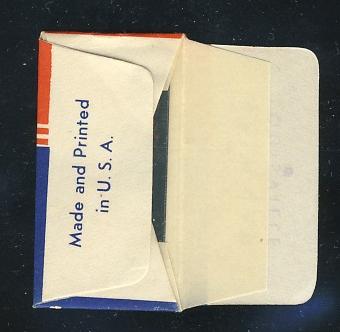 Made and Printed
in U. S. A.